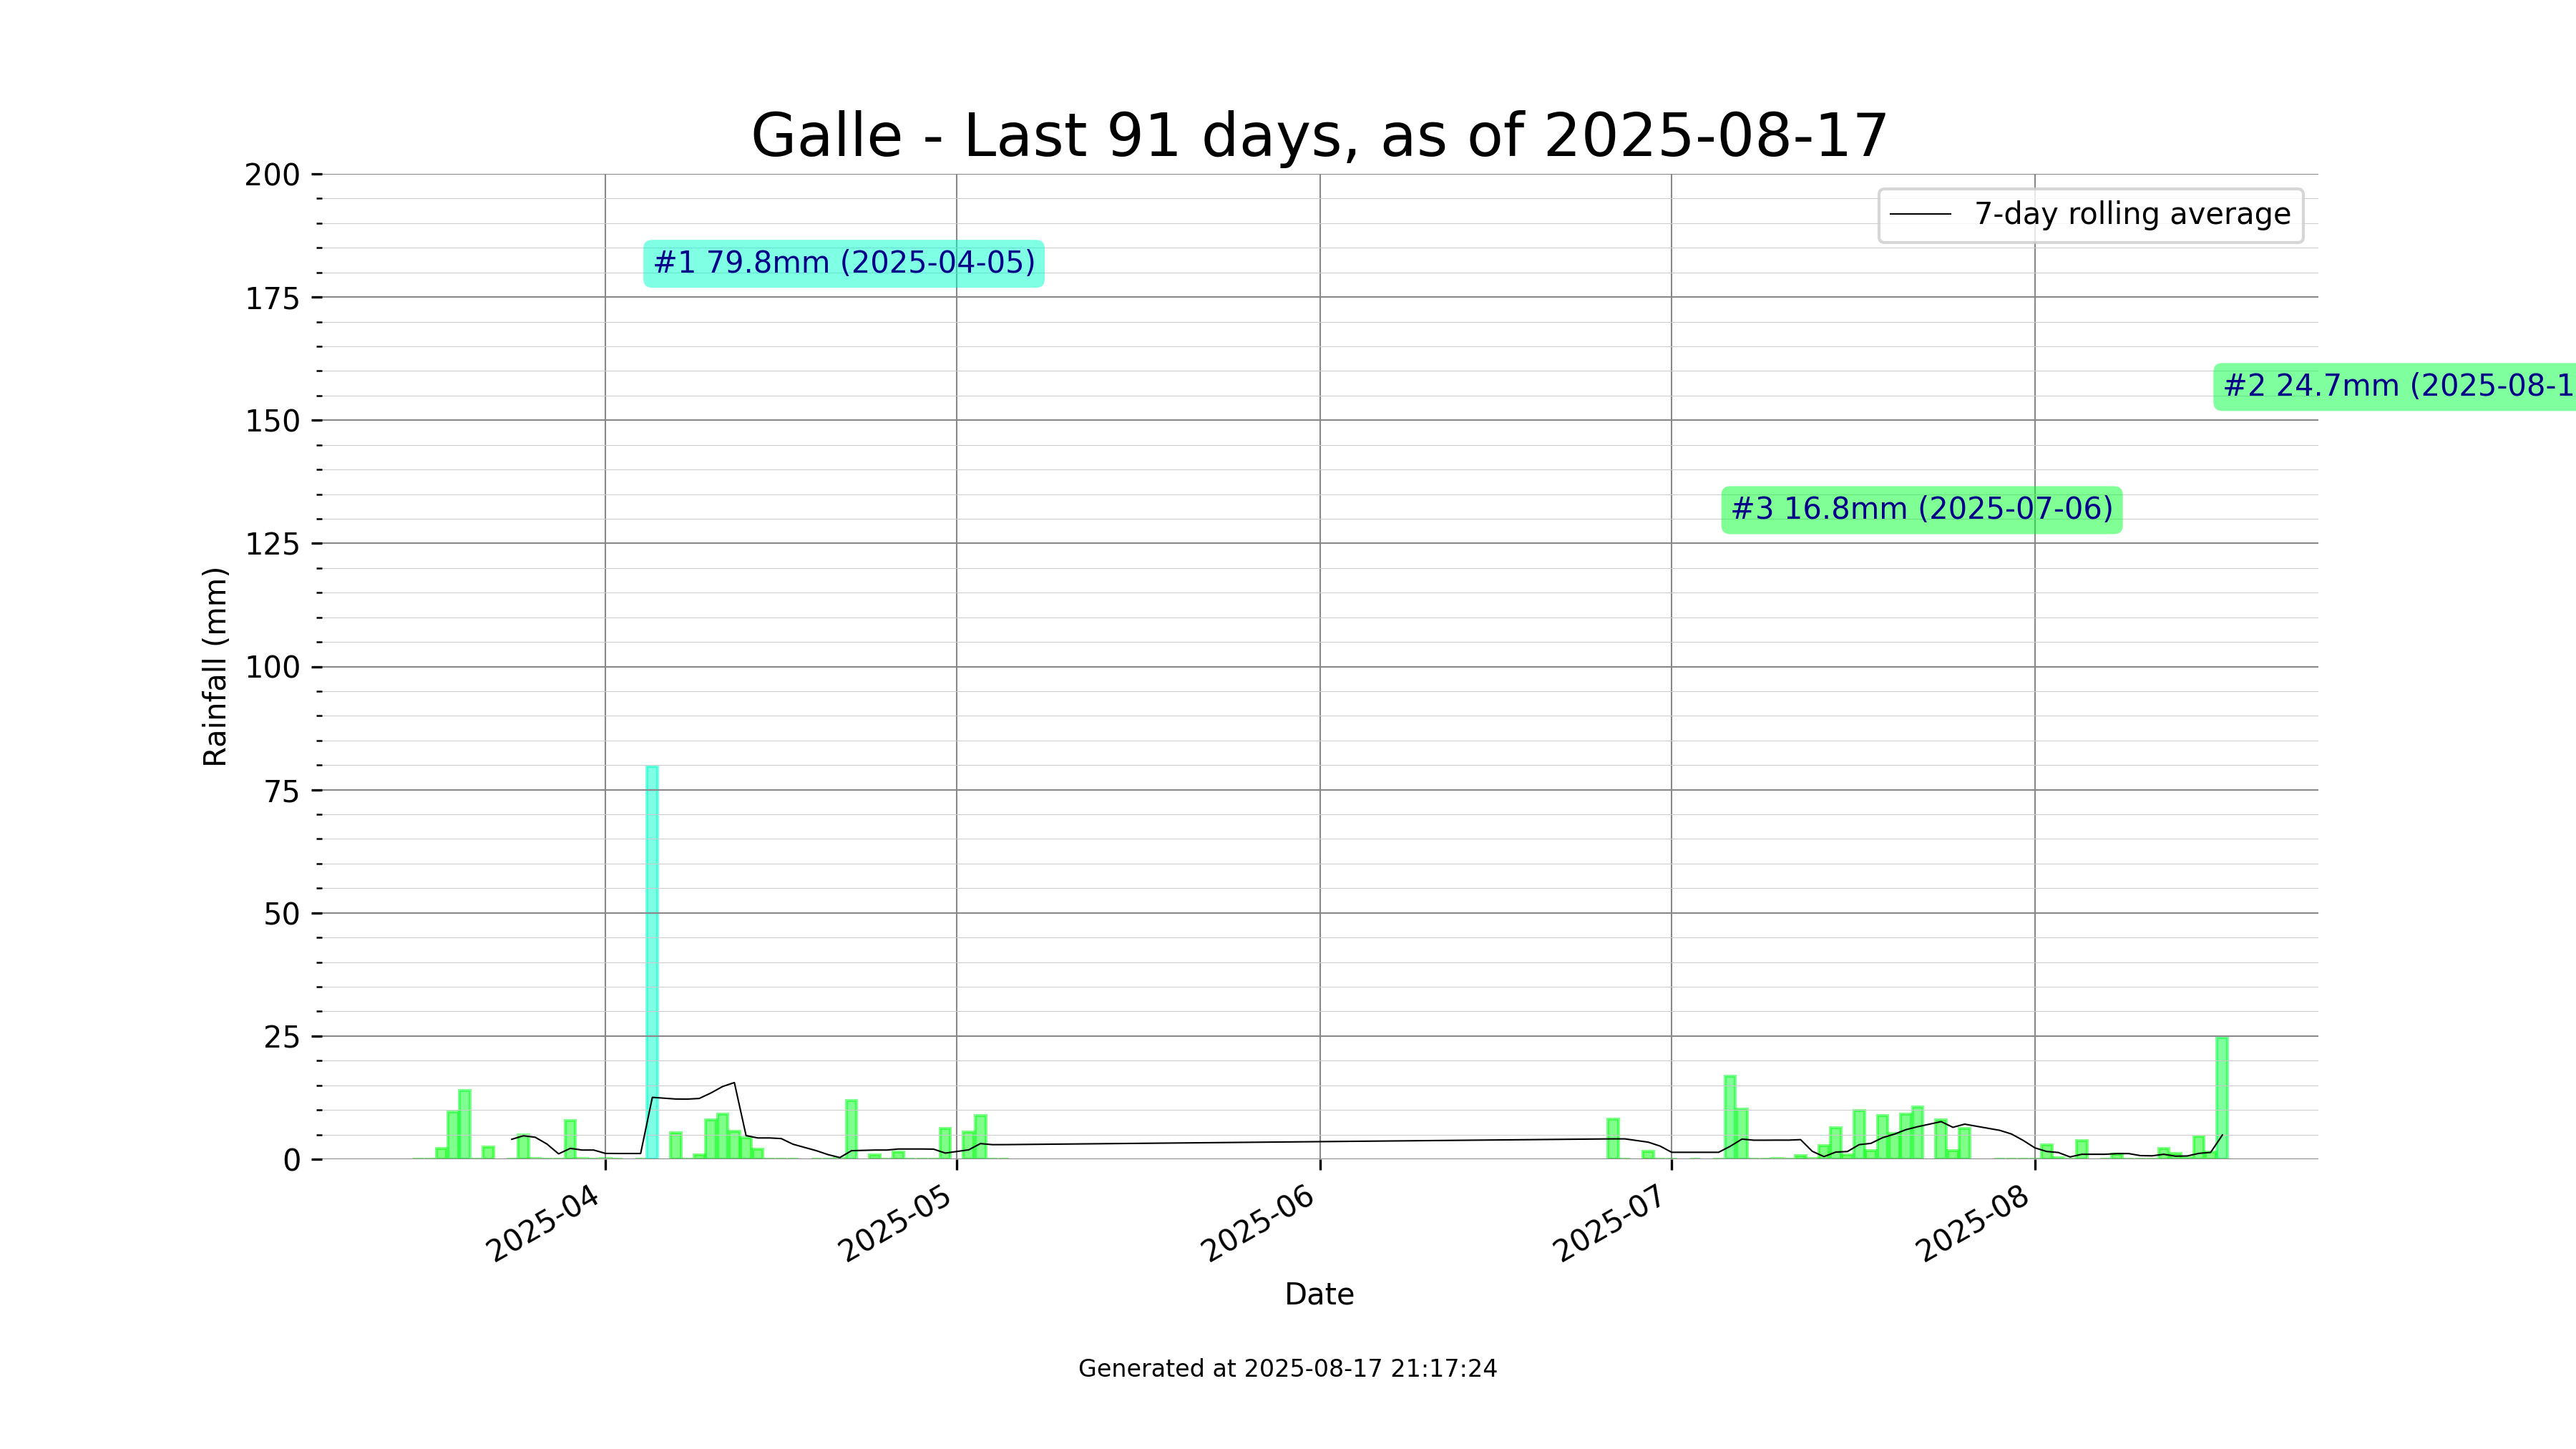 Galle - Last 91 days, as of 2025-08-17
200
175
150
125
100
75
50
25
0
Rainfall (mm)
7-day rolling average
#1 79.8mm (2025-04-05)
#2 24.7mm (2025-08-1
#3 16.8mm (2025-07-06)
2025-04
2025-05
2025-06
2025-07
2025-08
Date
Generated at 2025-08-17 21:17:24